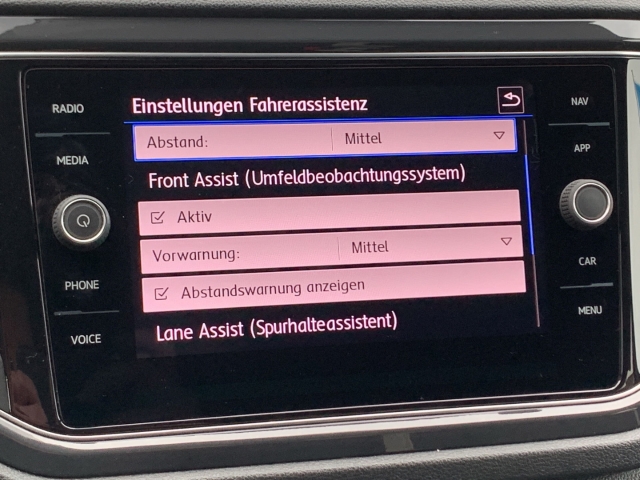 RADIO
MEDIA
PHONE
VOICE
Einstellungen Fahrerassistenz
Abstand: Mittel
Front Assist (Umfeldbeobachtungssystem)
Aktiv
Vorwarnung: Mittel
Abstandswarnung anzeigen
Lane Assist (Spurhalteassistent)
NAV
APP
CAR
MENU